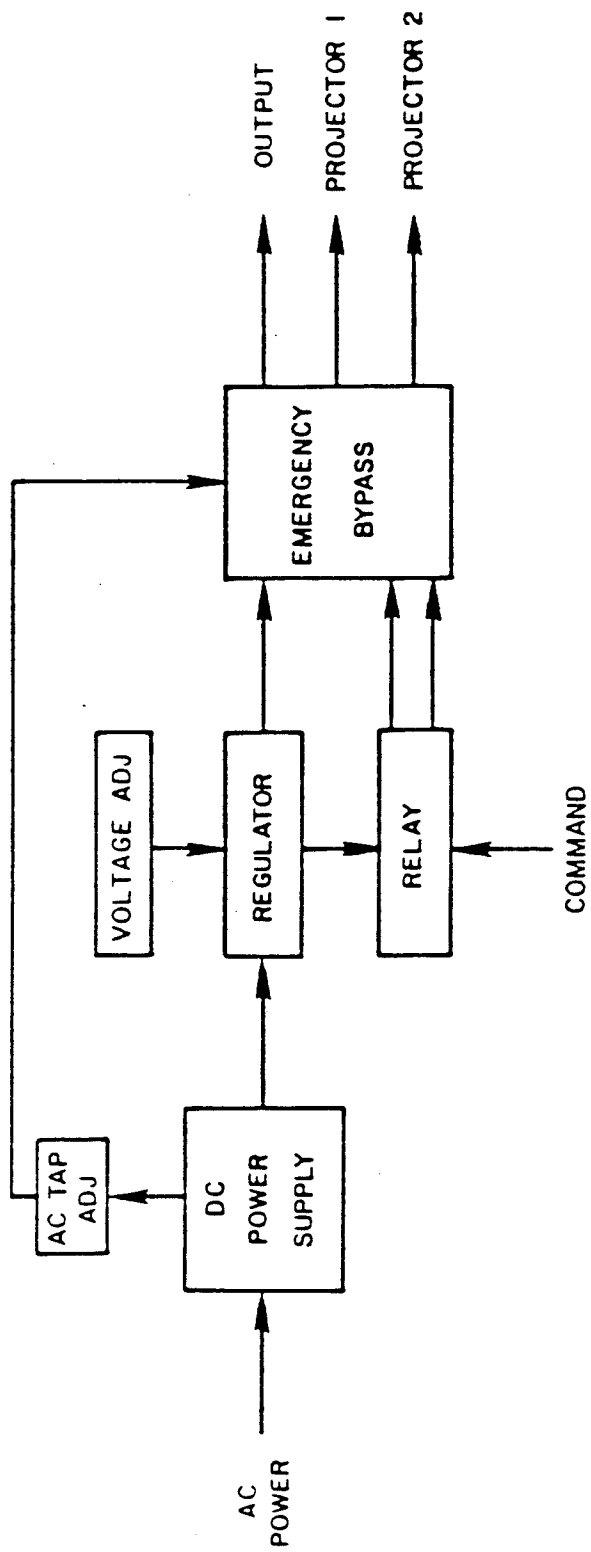 AC
POWER
AC TAP
ADJ
DC
POWER
SUPPLY
VOLTAGE ADJ
REGULATOR
RELAY
COMMAND
EMERGENCY
BYPASS
OUTPUT
PROJECTOR 1
PROJECTOR 2